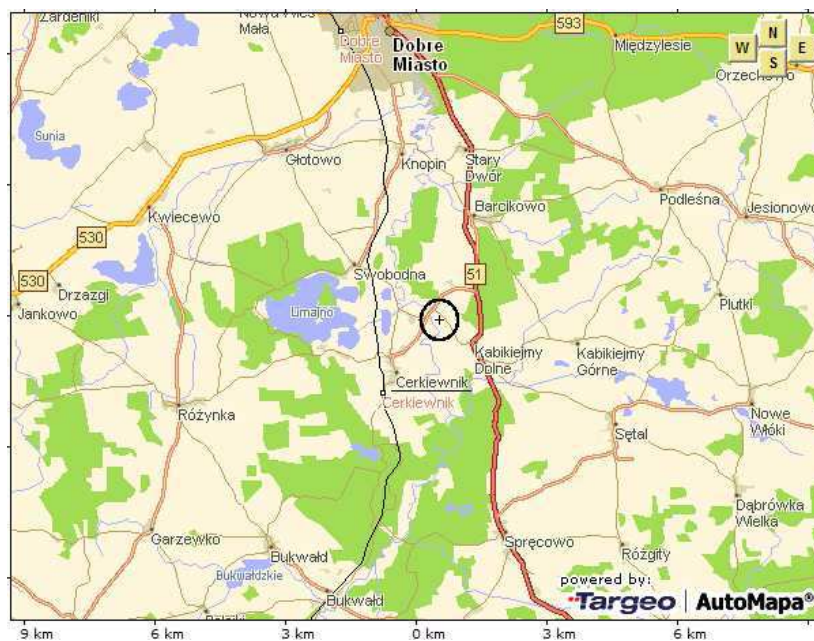 Żardeniki
Nowa Wieś
Mała
Dobre
Miasto
Dobre
Miasto
593
Międzylesie
N
W
E
S
Orzechowo
Sunia
Głotowo
Knopin
Stary
Dwór
Podleśna
Kwiecewo
Barcikowo
Jesionowo
530
530
Swobodna
51
Drzazgi
Jankowo
Limajno
Plutki
Kabikiejmy
Dolne
Kabikiejmy
Górne
Cerkiewnik
Cerkiewnik
Różynka
Nowe
Włóki
Sętal
Dąbrówka
Wielka
Garzewko
Bukwałd
Spręcowo
Różgity
Bukwałdzkie
Bukwałd
powered by:
Targeo | AutoMapa®
9 km
6 km
3 km
0 km
3 km
6 km